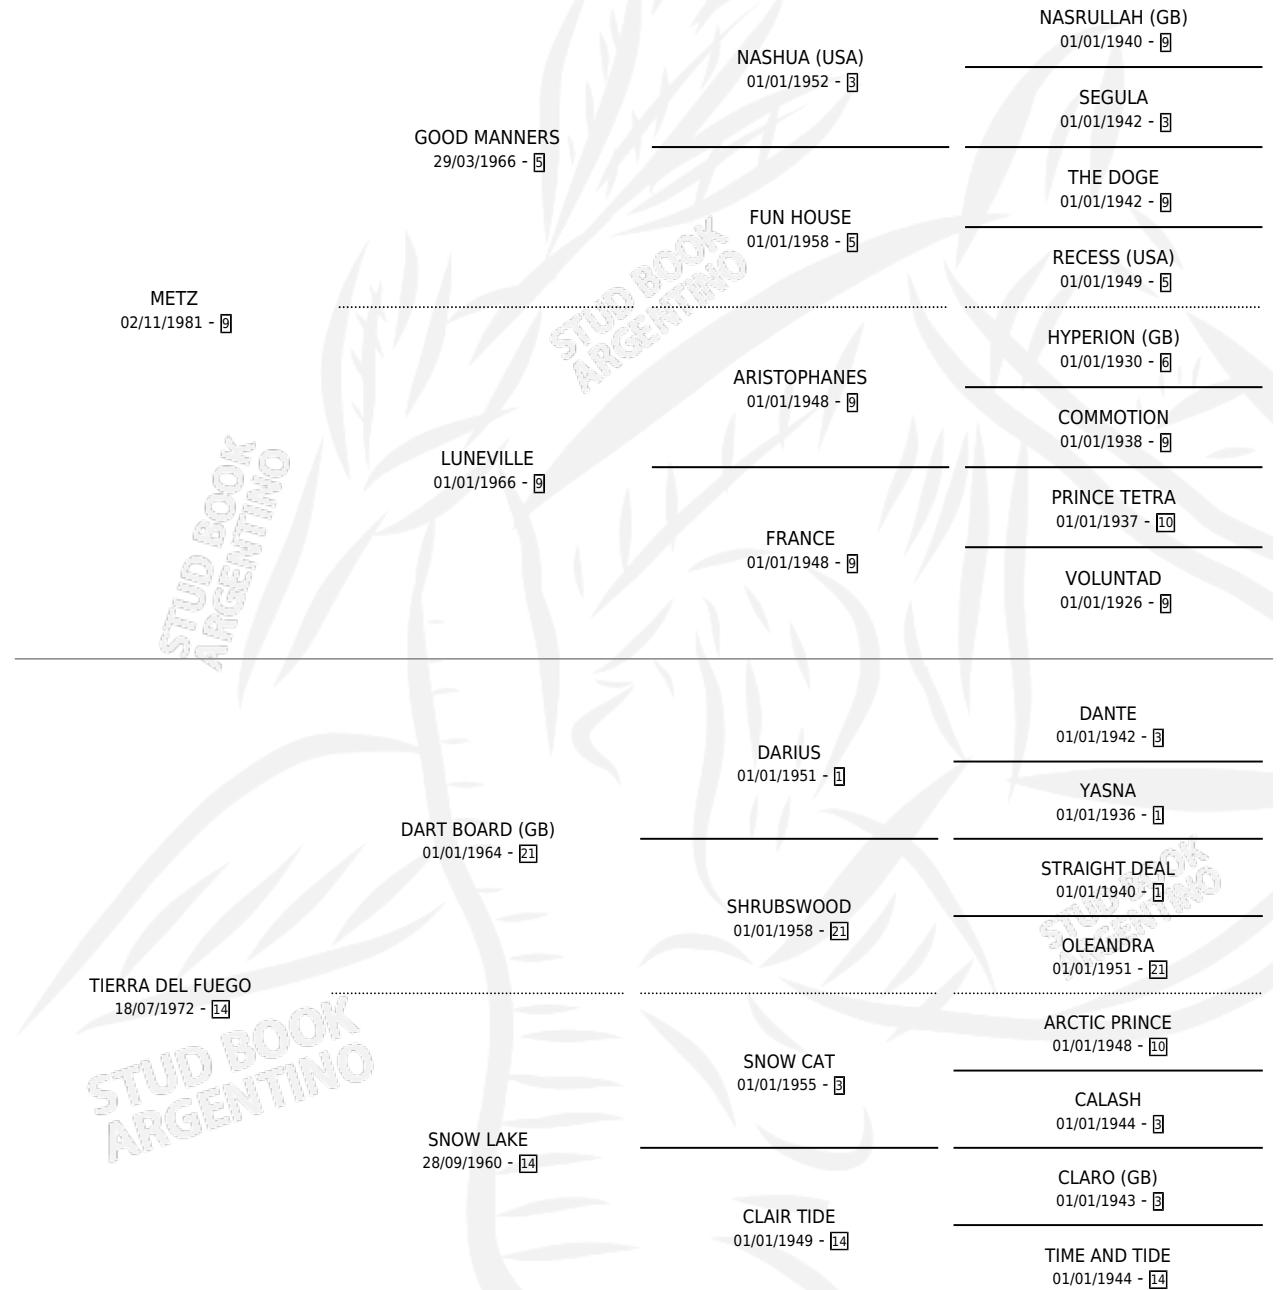 NASRULLAH (GB)
01/01/1940 - 9
NASHUA (USA)
01/01/1952 - 3
SEGULA
01/01/1942 - 3
GOOD MANNERS
29/03/1966 - 5
THE DOGE
01/01/1942 - 9
FUN HOUSE
01/01/1958 - 5
RECESS (USA)
01/01/1949 - 5
METZ
02/11/1981 - 9
HYPERION (GB)
01/01/1930 - 6
ARISTOPHANES
01/01/1948 - 9
COMMOTION
01/01/1938 - 9
LUNEVILLE
01/01/1966 - 9
PRINCE TETRA
01/01/1937 - 10
FRANCE
01/01/1948 - 9
VOLUNTAD
01/01/1926 - 9
DANTE
01/01/1942 - 3
DARIUS
01/01/1951 - 1
YASNA
01/01/1936 - 1
DART BOARD (GB)
01/01/1964 - 21
STRAIGHT DEAL
01/01/1940 - 1
SHRUBSWOOD
01/01/1958 - 21
OLEANDRA
01/01/1951 - 21
TIERRA DEL FUEGO
18/07/1972 - 14
ARCTIC PRINCE
01/01/1948 - 10
SNOW CAT
01/01/1955 - 3
CALASH
01/01/1944 - 3
SNOW LAKE
28/09/1960 - 14
CLARO (GB)
01/01/1943 - 3
CLAIR TIDE
01/01/1949 - 14
TIME AND TIDE
01/01/1944 - 14
STUD BOOK
ARGENTINO
STUD BOOK
ARGENTINO
STUD BOOK
ARGENTINO
STUD BOOK
ARGENTINO